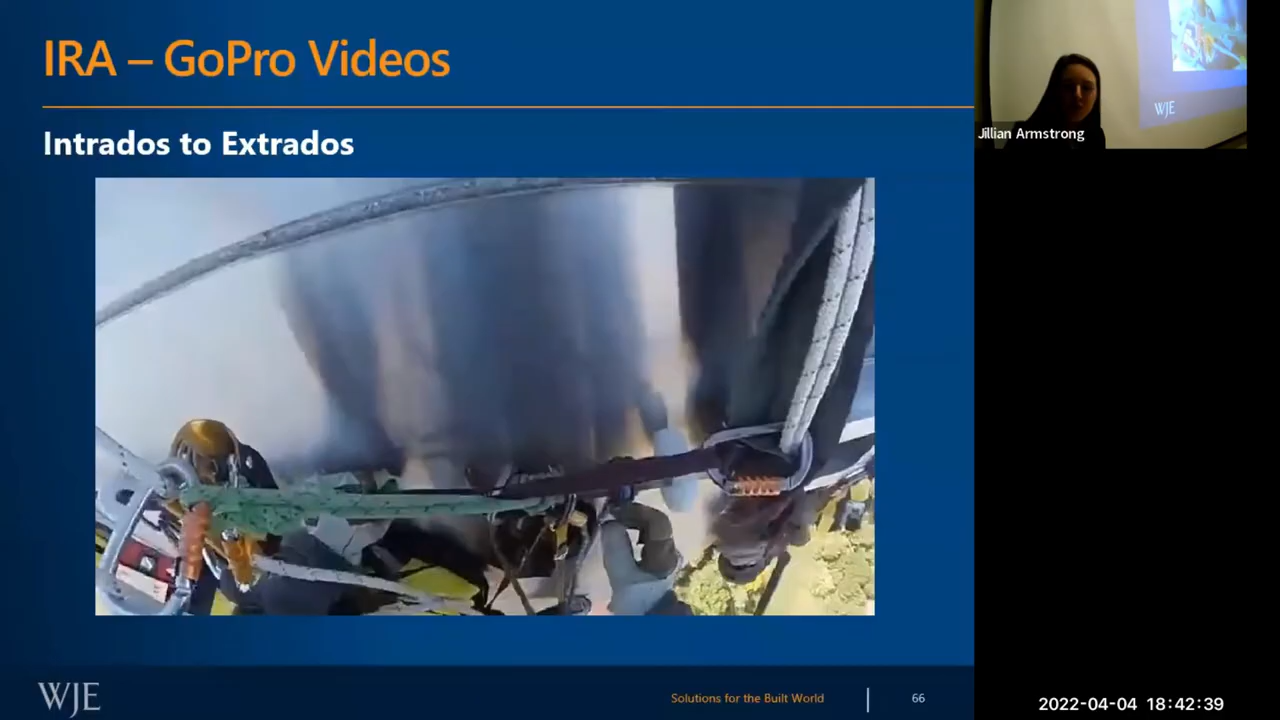 IRA – GoPro Videos
Intrados to Extrados
WJE
Jillian Armstrong
WJE
Solutions for the Built World
66
2022-04-04 18:42:39